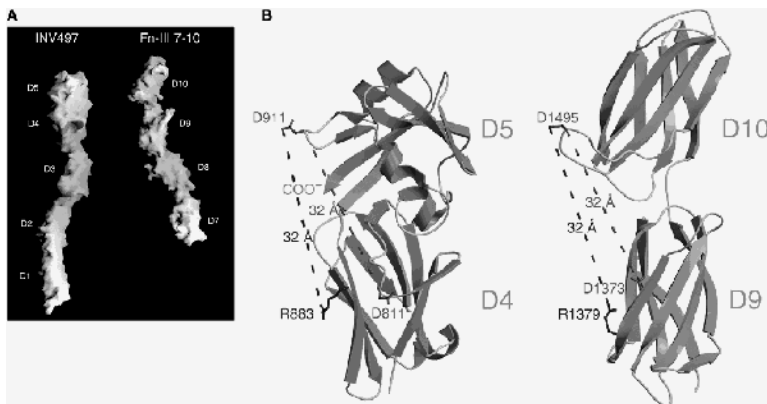 A
INV497
Fn-III 7-10
D5
D4
D3
D2
D1
D10
D9
D8
D7
B
D911
D5
COO-
32 Å
32 Å
R883
D811
D4
D1495
D10
32 Å
32 Å
D1373
R1379
D9